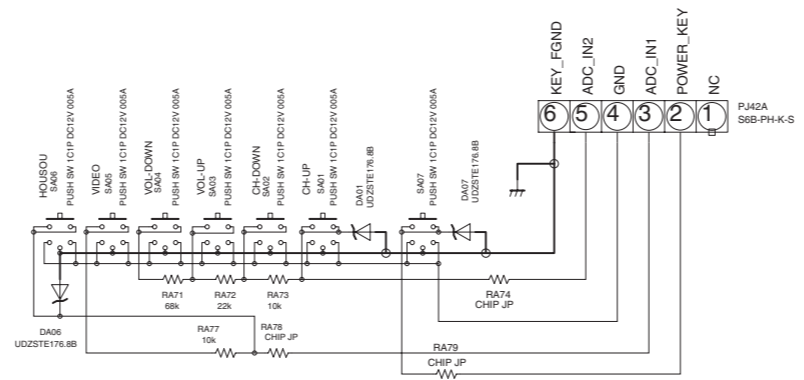 KEY_FGND
ADC_IN2
GND
ADC_IN1
POWER_KEY
NC
6
5
4
3
2
1
PJ42A
S6B-PH-K-S
HOUSOU
SA06
PUSH SW 1C1P DC12V 005A
VIDEO
SA05
PUSH SW 1C1P DC12V 005A
VOL-DOWN
SA04
PUSH SW 1C1P DC12V 005A
VOL-UP
SA03
PUSH SW 1C1P DC12V 005A
CH-DOWN
SA02
PUSH SW 1C1P DC12V 005A
CH-UP
SA01
PUSH SW 1C1P DC12V 005A
DA01
UDZSTE176.8B
SA07
PUSH SW 1C1P DC12V 005A
DA07
UDZSTE176.8B
RA71
68k
RA72
22k
RA73
10k
RA74
CHIP JP
DA06
UDZSTE176.8B
RA77
10k
RA78
CHIP JP
RA79
CHIP JP